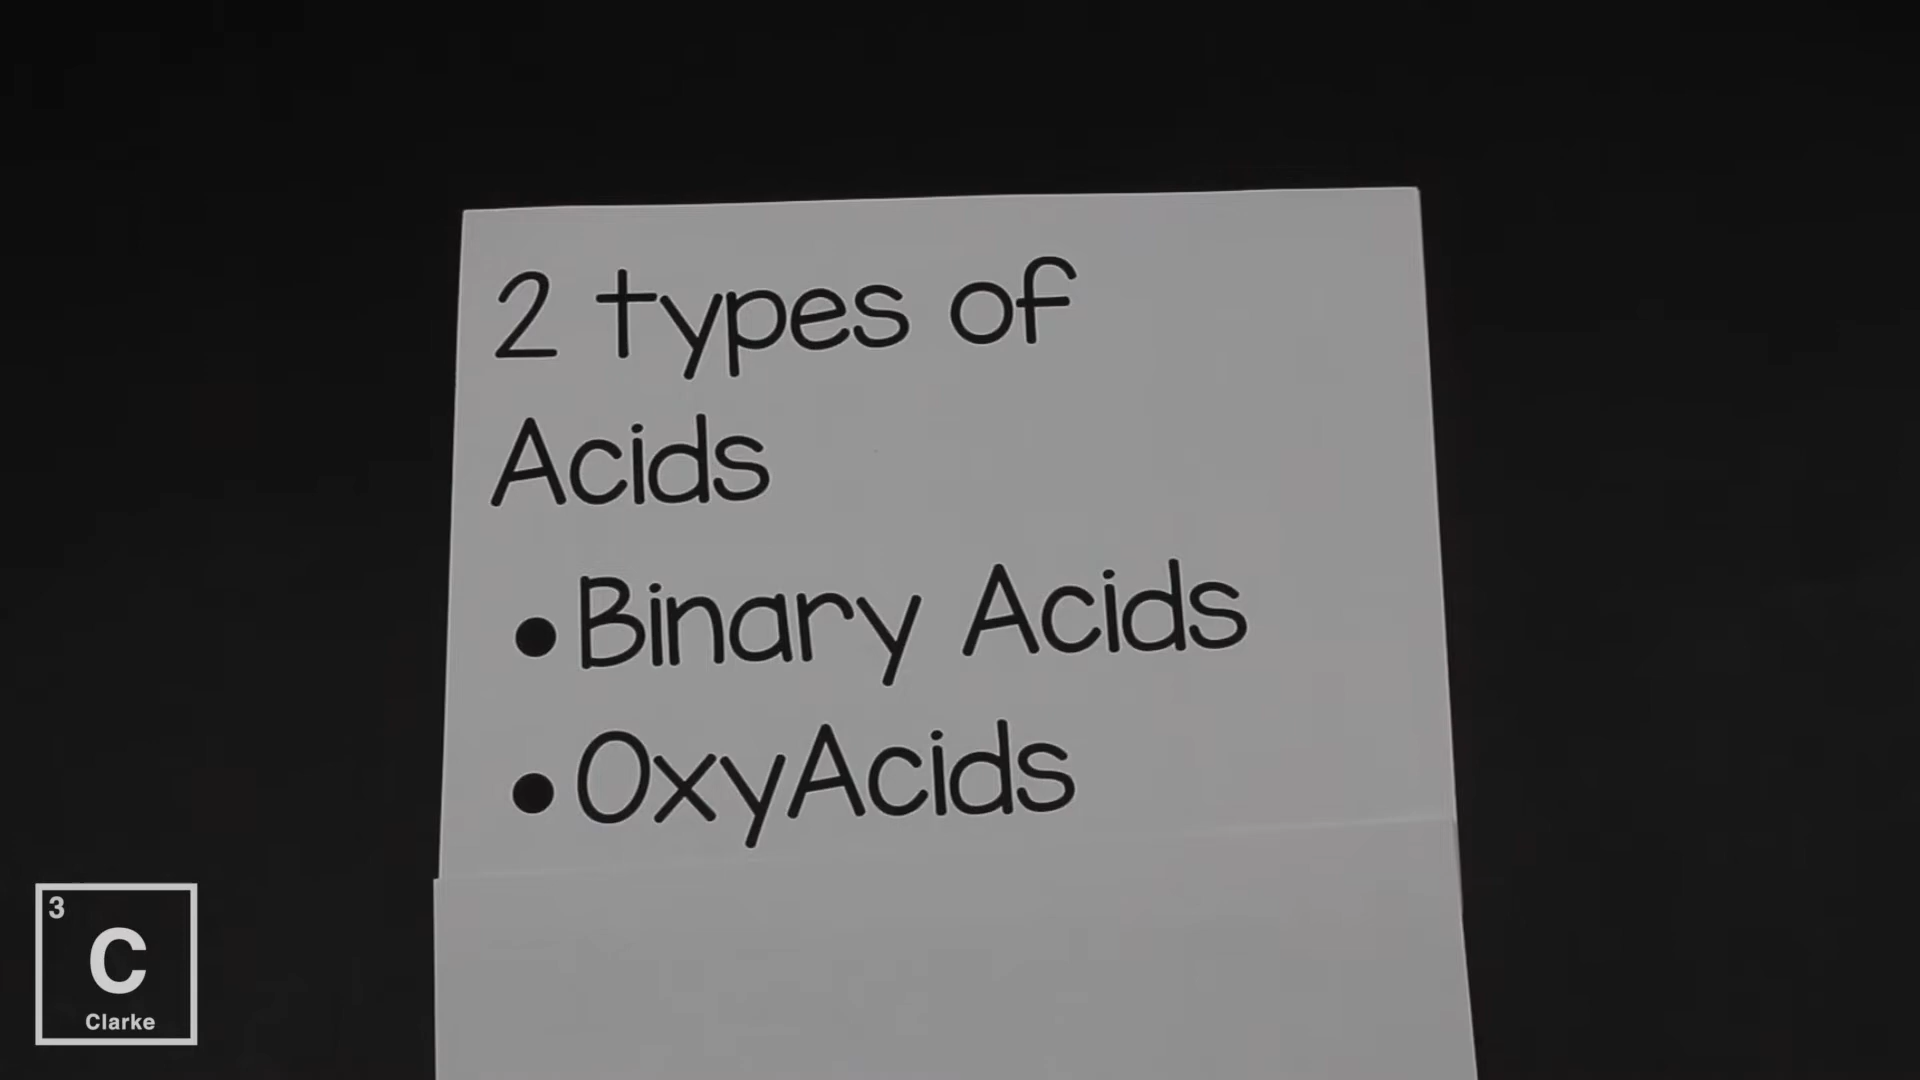 2 types of
Acids
• Binary Acids
• OxyAcids
3
C
Clarke